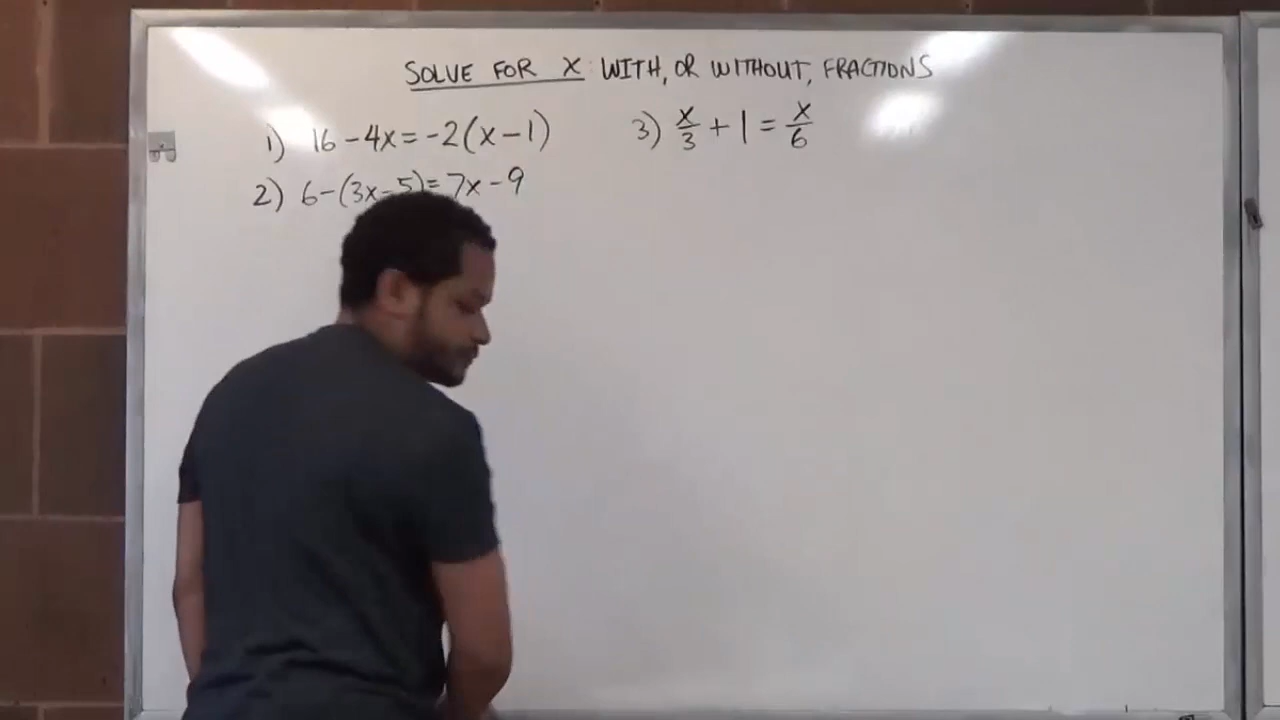 SOLVE FOR X WITH, OR WITHOUT, FRACTIONS
1) 16-4x=-2(x-1)
2) 6-(3x-5)=7x-9
3) x/3+1=x/6